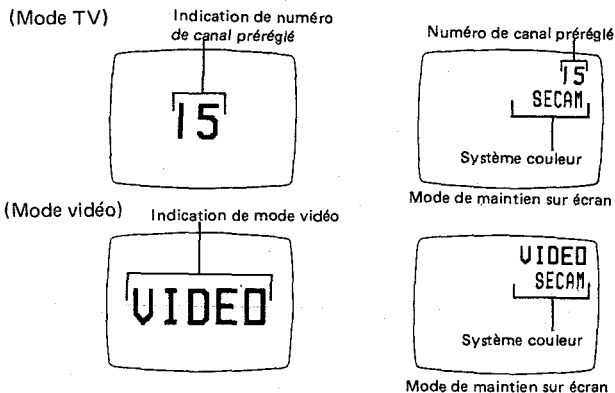 (Mode TV)
Indication de numéro
de canal préréglé
15
Numéro de canal préréglé
15
SECAM
Système couleur
Mode de maintien sur écran
(Mode vidéo)
Indication de mode vidéo
VIDEO
VIDEO
SECAM
Système couleur
Mode de maintien sur écran